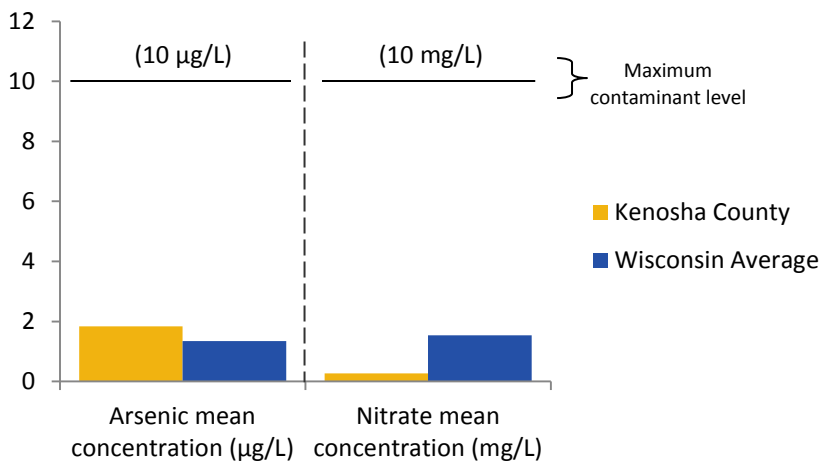 12
10
8
6
4
2
0
(10 µg/L)
(10 mg/L)
Maximum
contaminant level
Kenosha County
Wisconsin Average
Arsenic mean
concentration (µg/L)
Nitrate mean
concentration (mg/L)